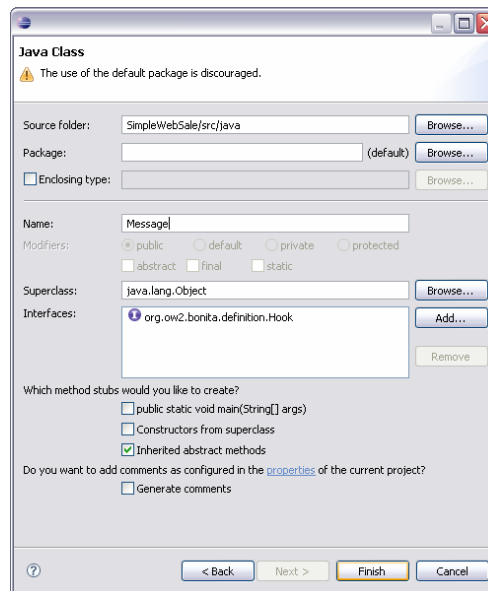 Java Class
The use of the default package is discouraged.
Source folder: SimpleWebSale/src/java Browse...
Package: (default) Browse...
Enclosing type: Browse...
Name: Message
Modifiers: public default private protected
abstract final static
Superclass: java.lang.Object Browse...
Interfaces: org.ow2.bonita.definition.Hook Add...
Remove
Which method stubs would you like to create?
public static void main(String[] args)
Constructors from superclass
Inherited abstract methods
Do you want to add comments as configured in the properties of the current project?
Generate comments
? < Back Next > Finish Cancel